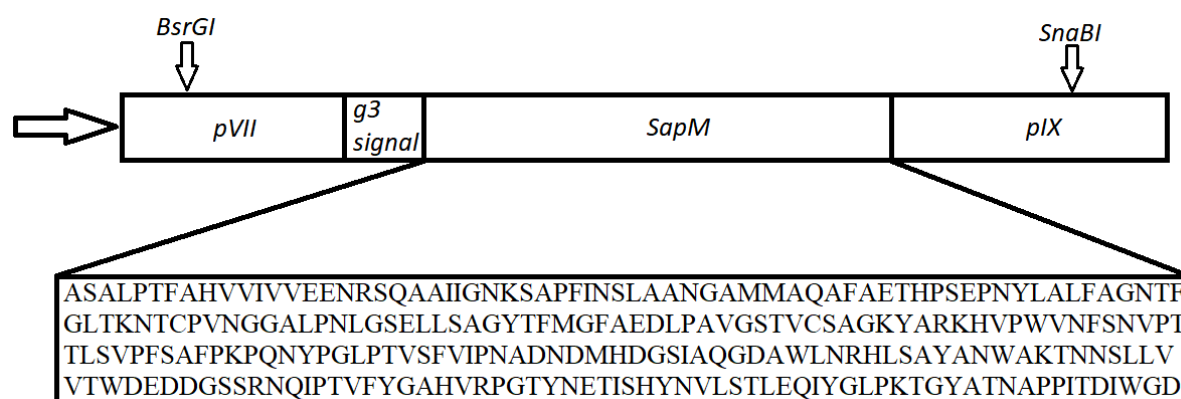 BsrGI
SnaBI
pVII
g3 signal
SapM
pIX
ASALPTFAHVVIVVEENRSQAAIIGNKSAPFINSLAANGAMMAQAFAETHPSEPNYLALFAGNTF
GLTKNTCPVNGGALPNLGSELLSAGYTFMGFAEDLPAVGSTVCSAGKYARKHVPWVNFSNVPT
TLSVPFSAFPKPQNYPGLPTVSFVIPNADNDMHDGSIAQGDAWLNRHLSAYANWAKTNNSLLV
VTWDEDDGSSRNQIPTVFYGAHVRPGTYNETISHYNVLSTLEQIYGLPKTGYATNAPPITDIWGD